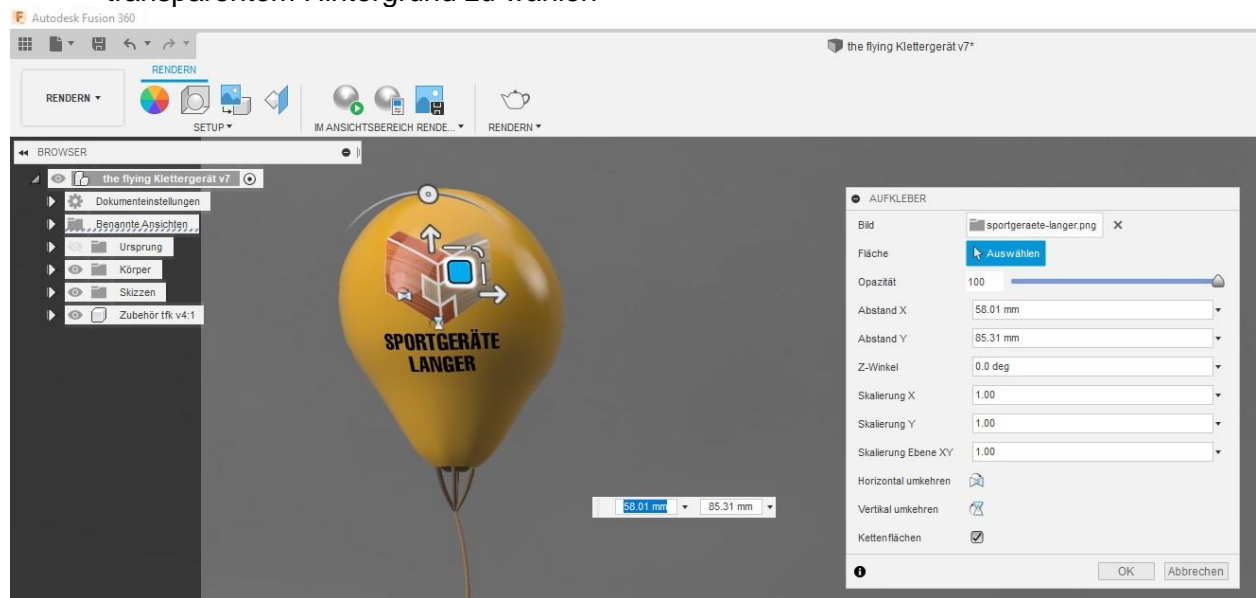 transparentem Hintergrund zu wählen
Autodesk Fusion 360
the flying Klettergerät v7*
RENDERN
RENDERN
SETUP
IM ANSICHTSBEREICH RENDE...
RENDERN
BROWSER
the flying Klettergerät v7
Dokumenteinstellungen
Benannte Ansichten
Ursprung
Körper
Skizzen
Zubehör tfk v4:1
SPORTGERÄTE
LANGER
58.01 mm 85.31 mm
AUFKLEBER
Bild sportgeraete-langer.png
Fläche Auswählen
Opazität 100
Abstand X 58.01 mm
Abstand Y 85.31 mm
Z-Winkel 0.0 deg
Skalierung X 1.00
Skalierung Y 1.00
Skalierung Ebene XY 1.00
Horizontal umkehren
Vertikal umkehren
Kettenflächen
OK Abbrechen